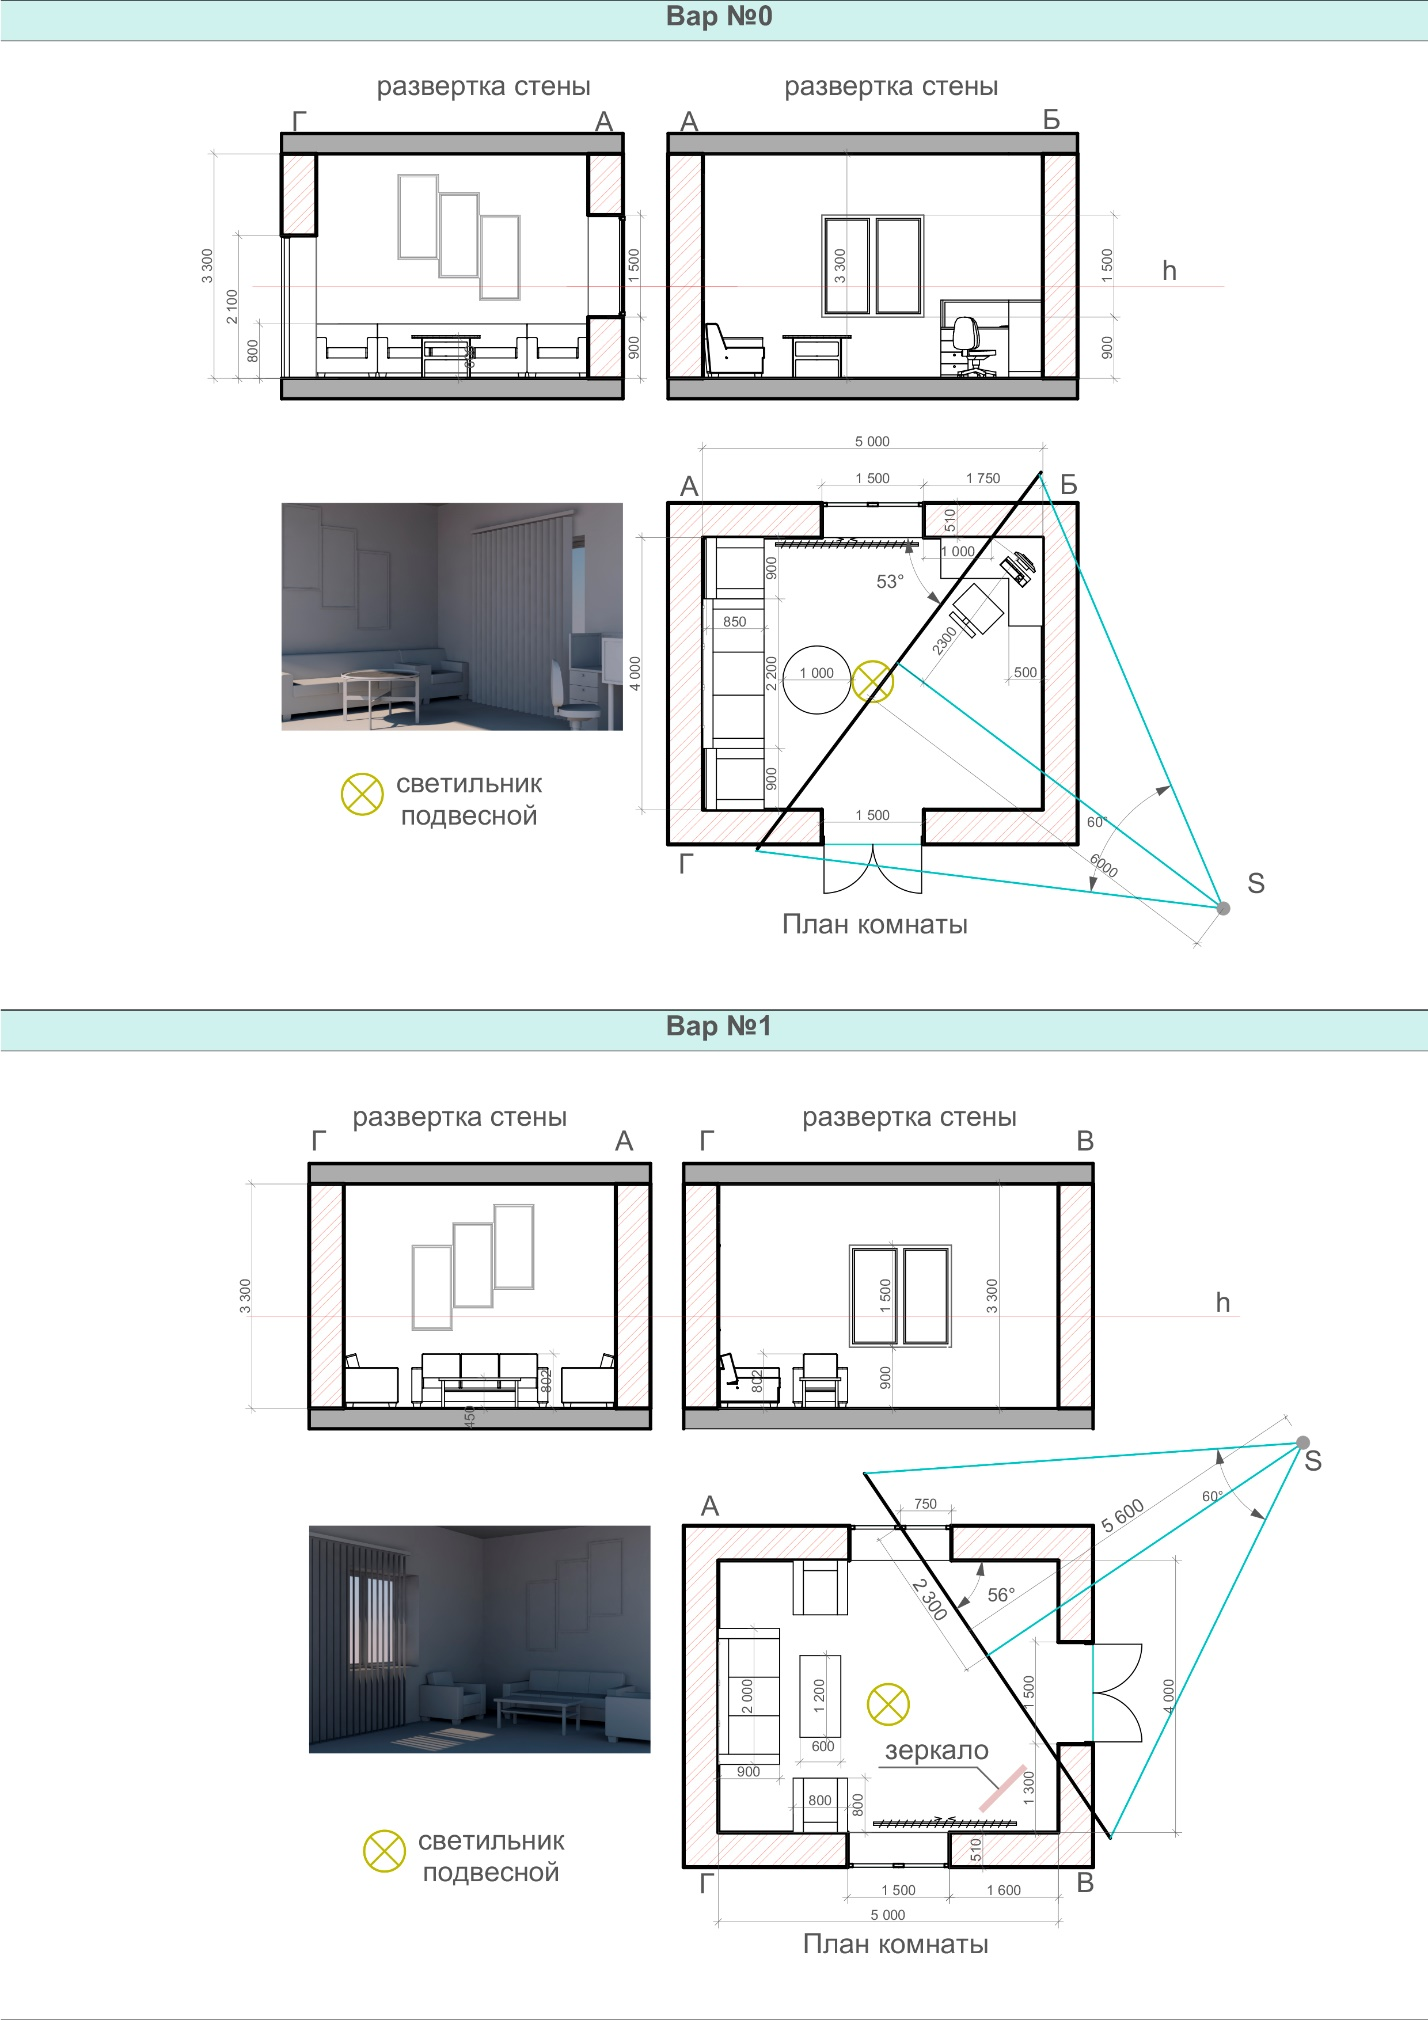 Вар №0
развертка стены
развертка стены
Г
А
А
Б
3 300
2 100
800
1 500
900
3 300
1 500
900
h
5 000
1 500
1 750
А
Б
510
1 000
53°
900
850
2 200
1 000
2300
500
4 000
900
1 500
60°
6000
S
Г
светильник
подвесной
План комнаты
Вар №1
развертка стены
развертка стены
Г
А
Г
В
3 300
450
802
802
1 500
900
3 300
h
S
А
750
60°
5 600
56°
2 300
2 000
1 200
600
900
1 500
4 000
зеркало
1 300
800
800
510
Г
В
1 500
1 600
5 000
светильник
подвесной
План комнаты